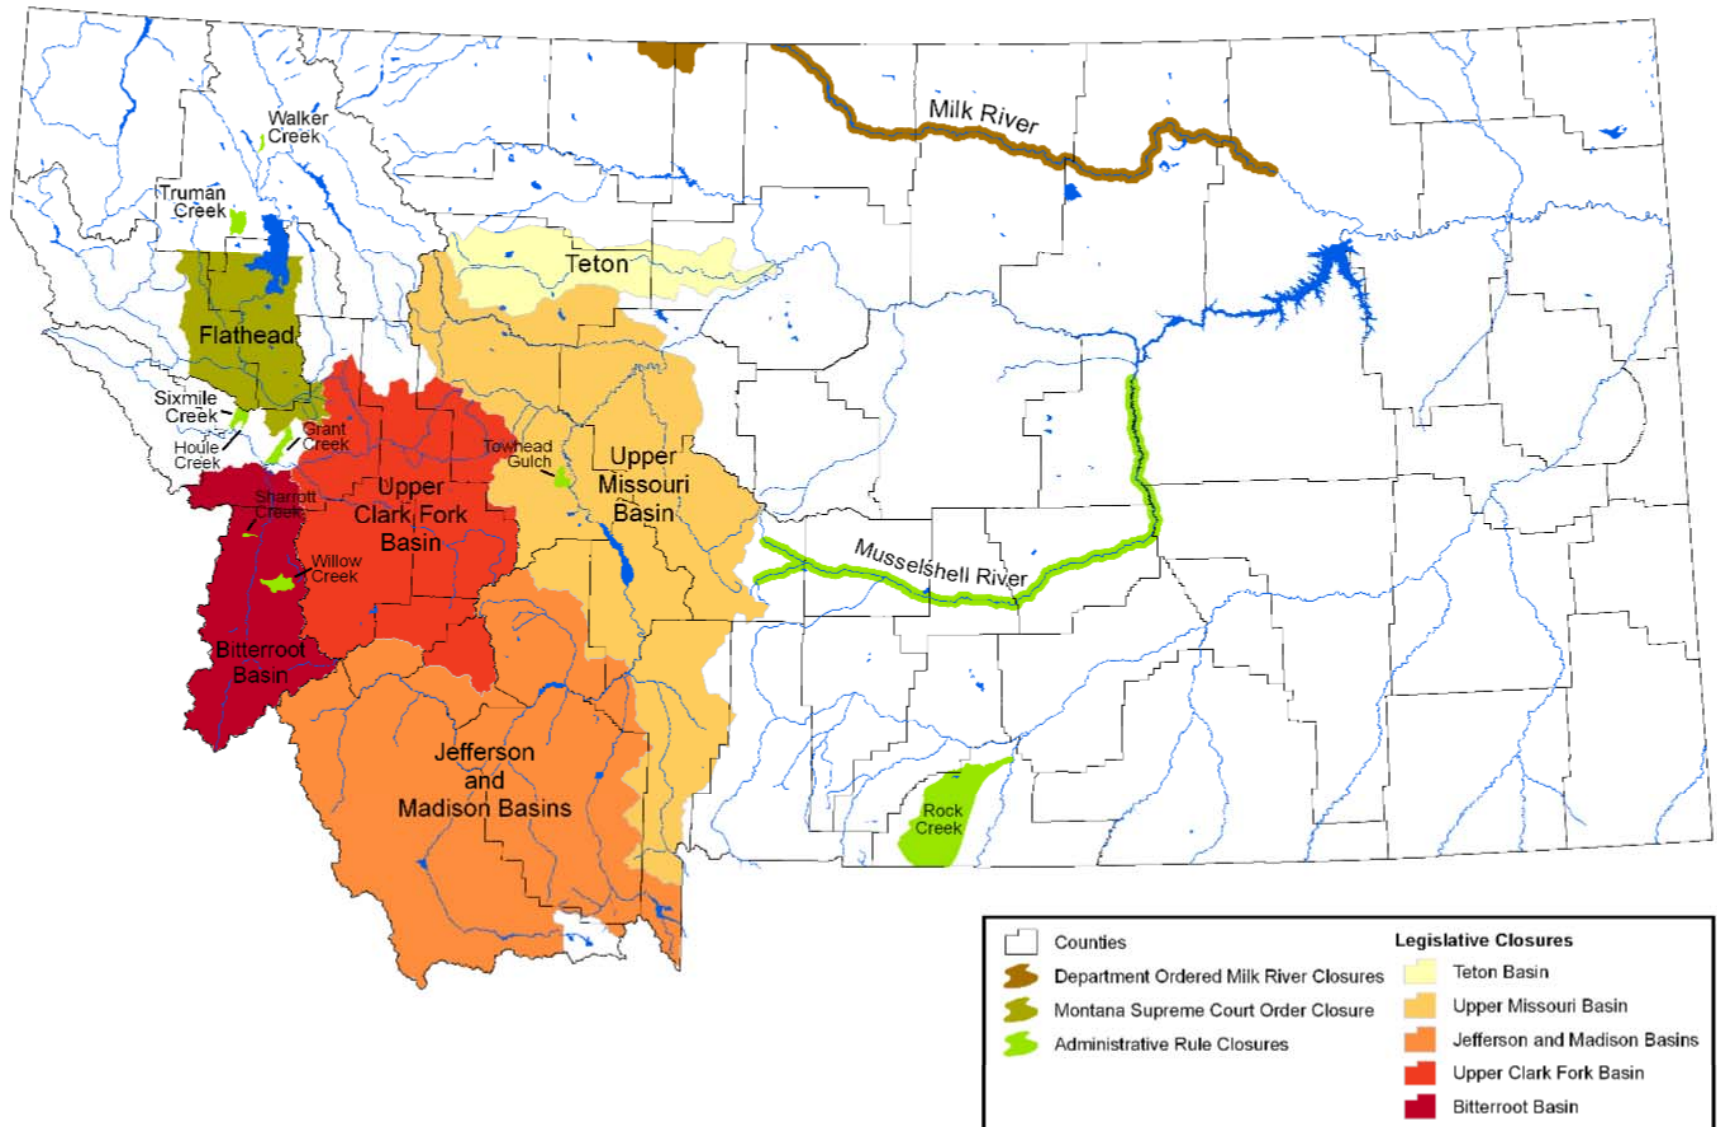 Walker
Creek
Milk River
Truman
Creek
Teton
Flathead
Sixmile
Creek
Houle
Creek
Grant
Creek
Towhead
Gulch
Upper
Missouri
Basin
Upper
Clark Fork
Basin
Sharrott
Creek
Willow
Creek
Musselshell River
Bitterroot
Basin
Jefferson
and
Madison Basins
Rock
Creek
Counties
Department Ordered Milk River Closures
Montana Supreme Court Order Closure
Administrative Rule Closures
Legislative Closures
Teton Basin
Upper Missouri Basin
Jefferson and Madison Basins
Upper Clark Fork Basin
Bitterroot Basin